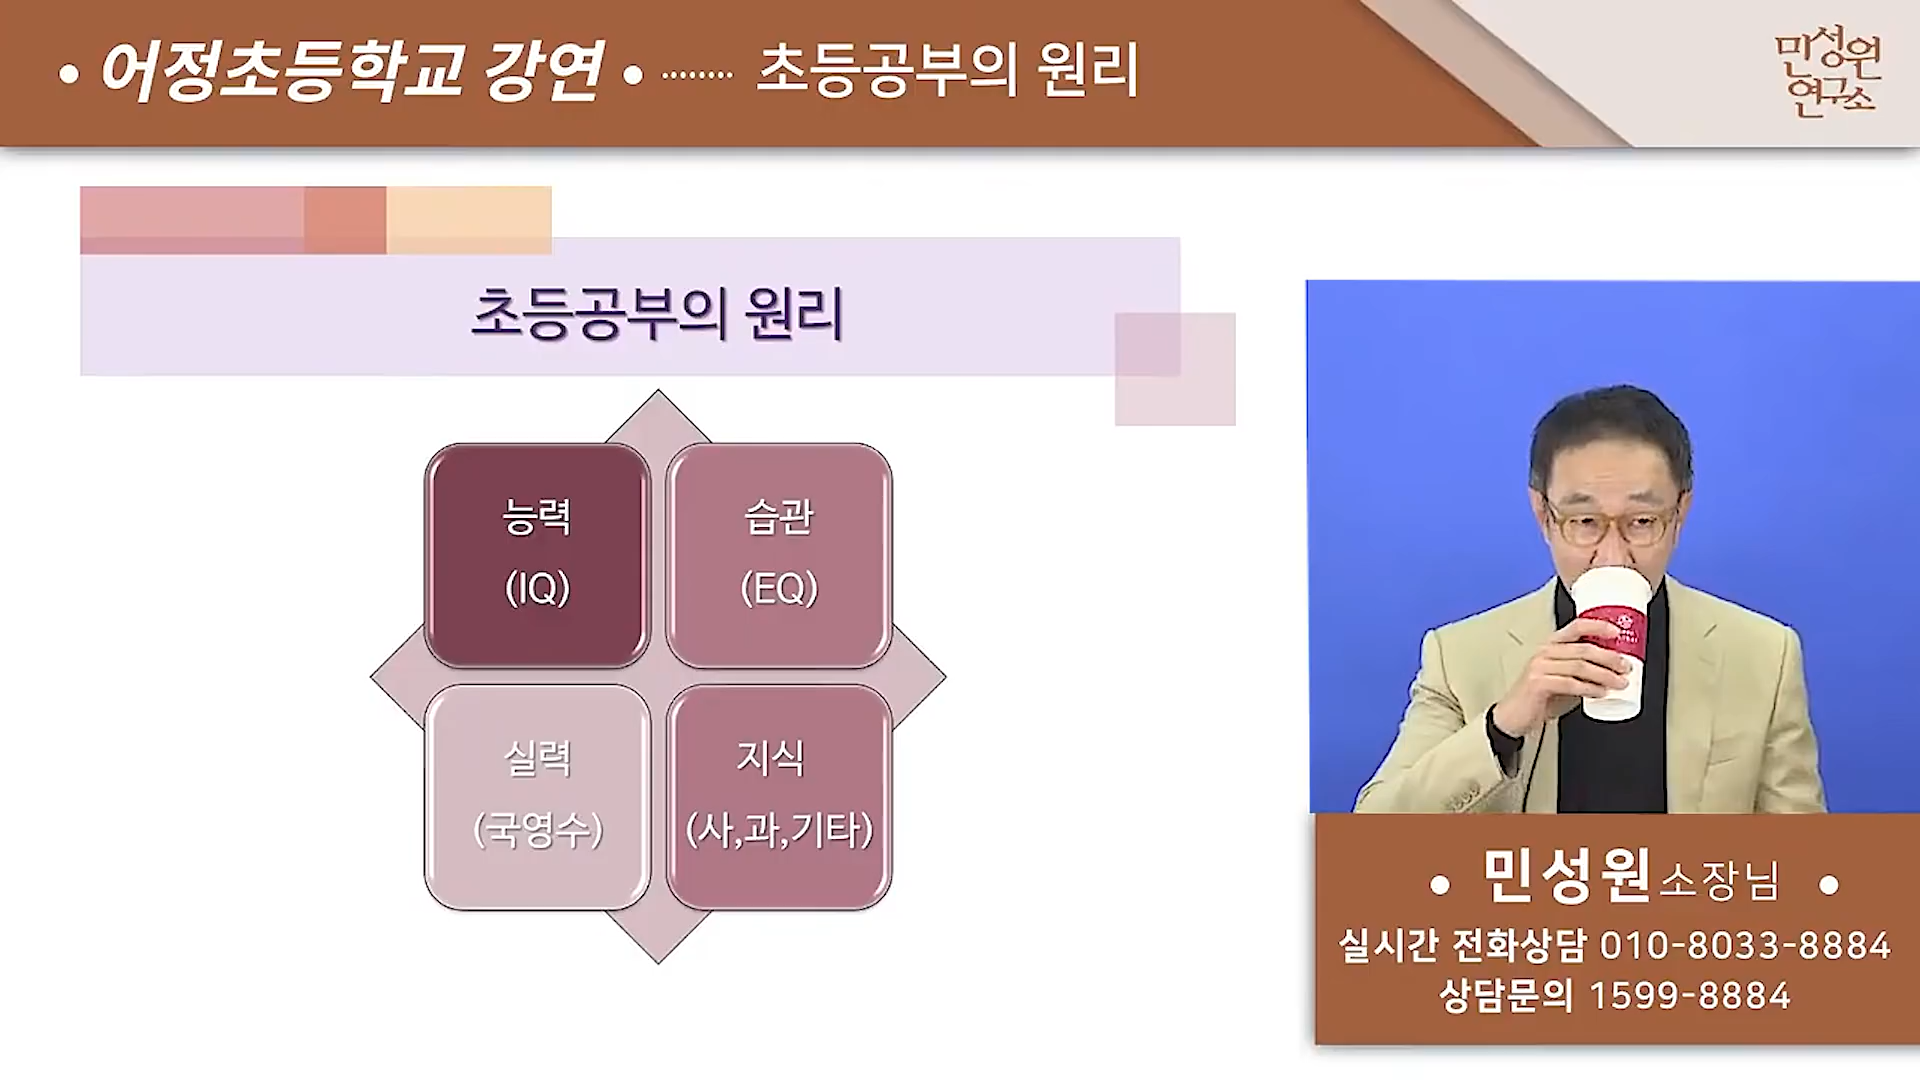 • 어정초등학교 강연 • ········ 초등공부의 원리
민성원
연구소
초등공부의 원리
능력
(IQ)
습관
(EQ)
실력
(국영수)
지식
(사,과,기타)
• 민성원 소장님 •
실시간 전화상담 010-8033-8884
상담문의 1599-8884